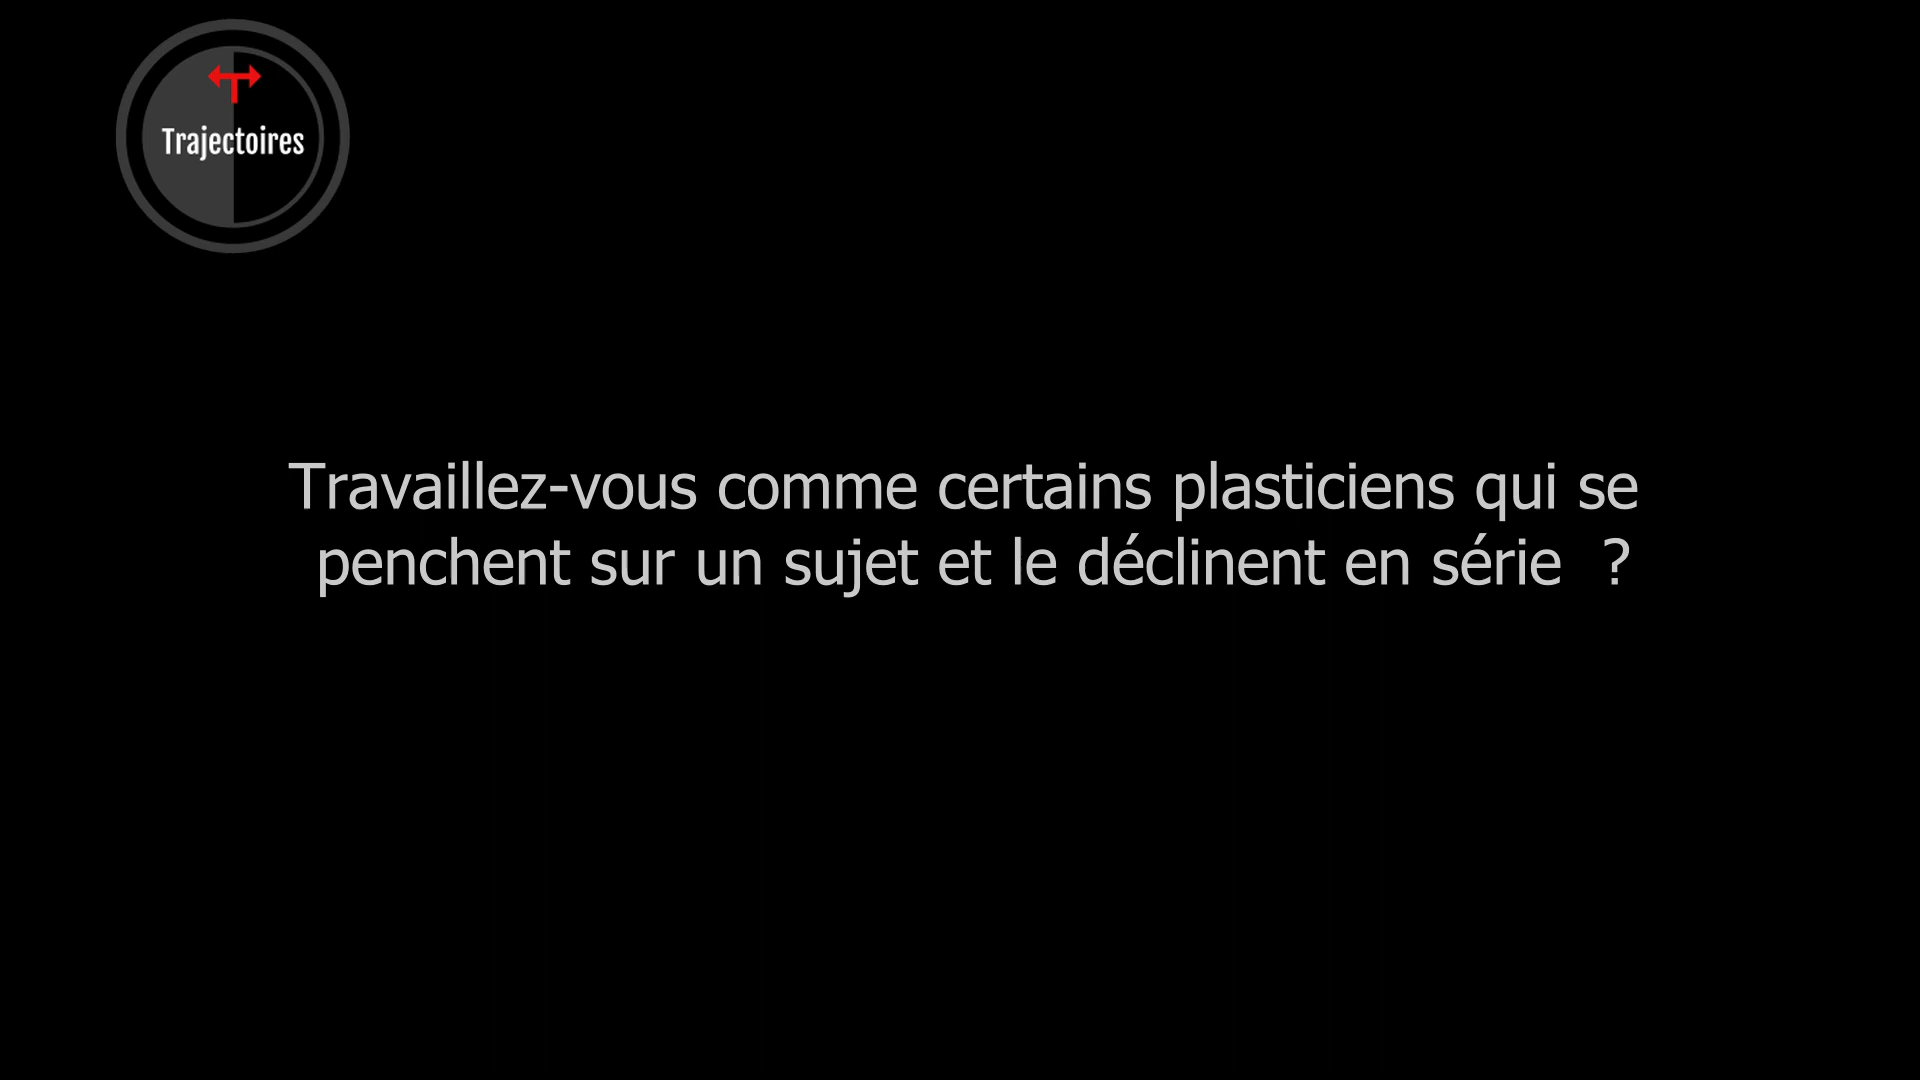 Trajectoires
Travaillez-vous comme certains plasticiens qui se
penchent sur un sujet et le déclinent en série  ?